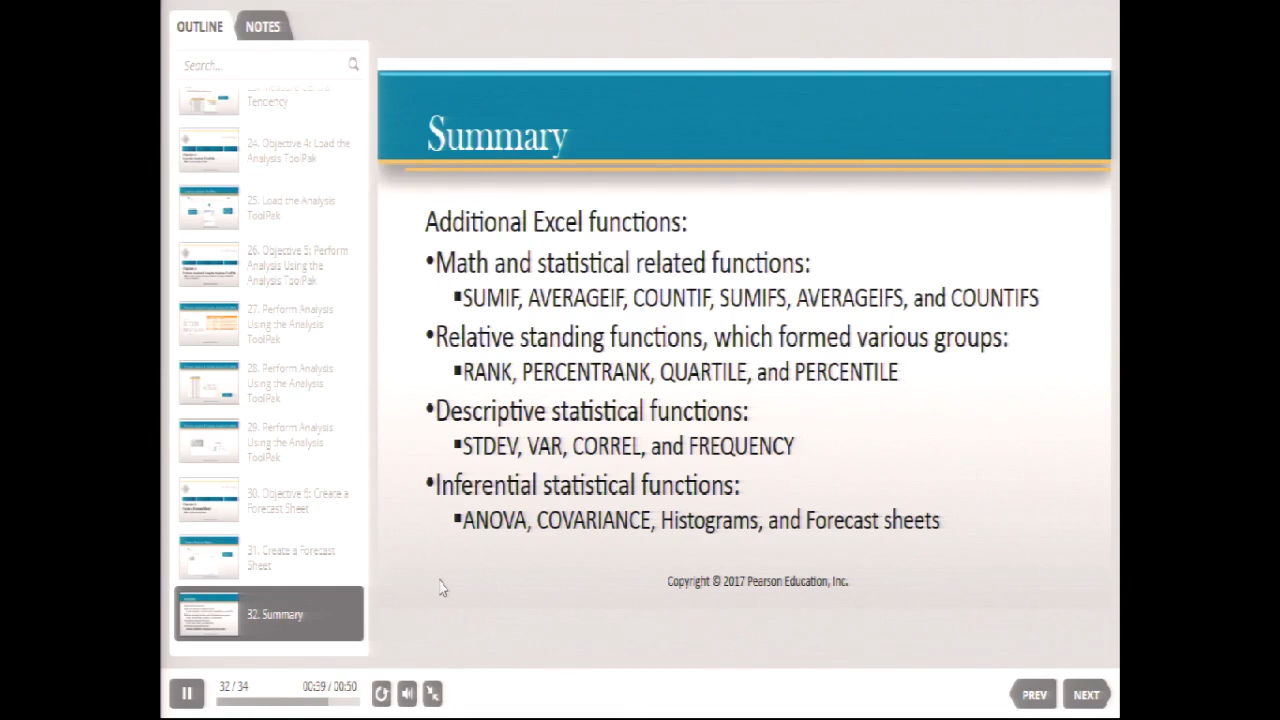 OUTLINE
NOTES
Search...
Tendency
24. Objective 4: Load the
Analysis ToolPak
25. Load the Analysis
ToolPak
26. Objective 5: Perform
Analysis Using the
Analysis ToolPak
27. Perform Analysis
Using the Analysis
ToolPak
28. Perform Analysis
Using the Analysis
ToolPak
29. Perform Analysis
Using the Analysis
ToolPak
30. Objective 6: Create a
Forecast Sheet
31. Create a Forecast
Sheet
32. Summary
Summary
Additional Excel functions:
•Math and statistical related functions:
▪SUMIF, AVERAGEIF, COUNTIF, SUMIFS, AVERAGEIFS, and COUNTIFS
•Relative standing functions, which formed various groups:
▪RANK, PERCENTRANK, QUARTILE, and PERCENTILE
•Descriptive statistical functions:
▪STDEV, VAR, CORREL, and FREQUENCY
•Inferential statistical functions:
▪ANOVA, COVARIANCE, Histograms, and Forecast sheets
Copyright © 2017 Pearson Education, Inc.
32 / 34
00:39 / 00:50
PREV
NEXT